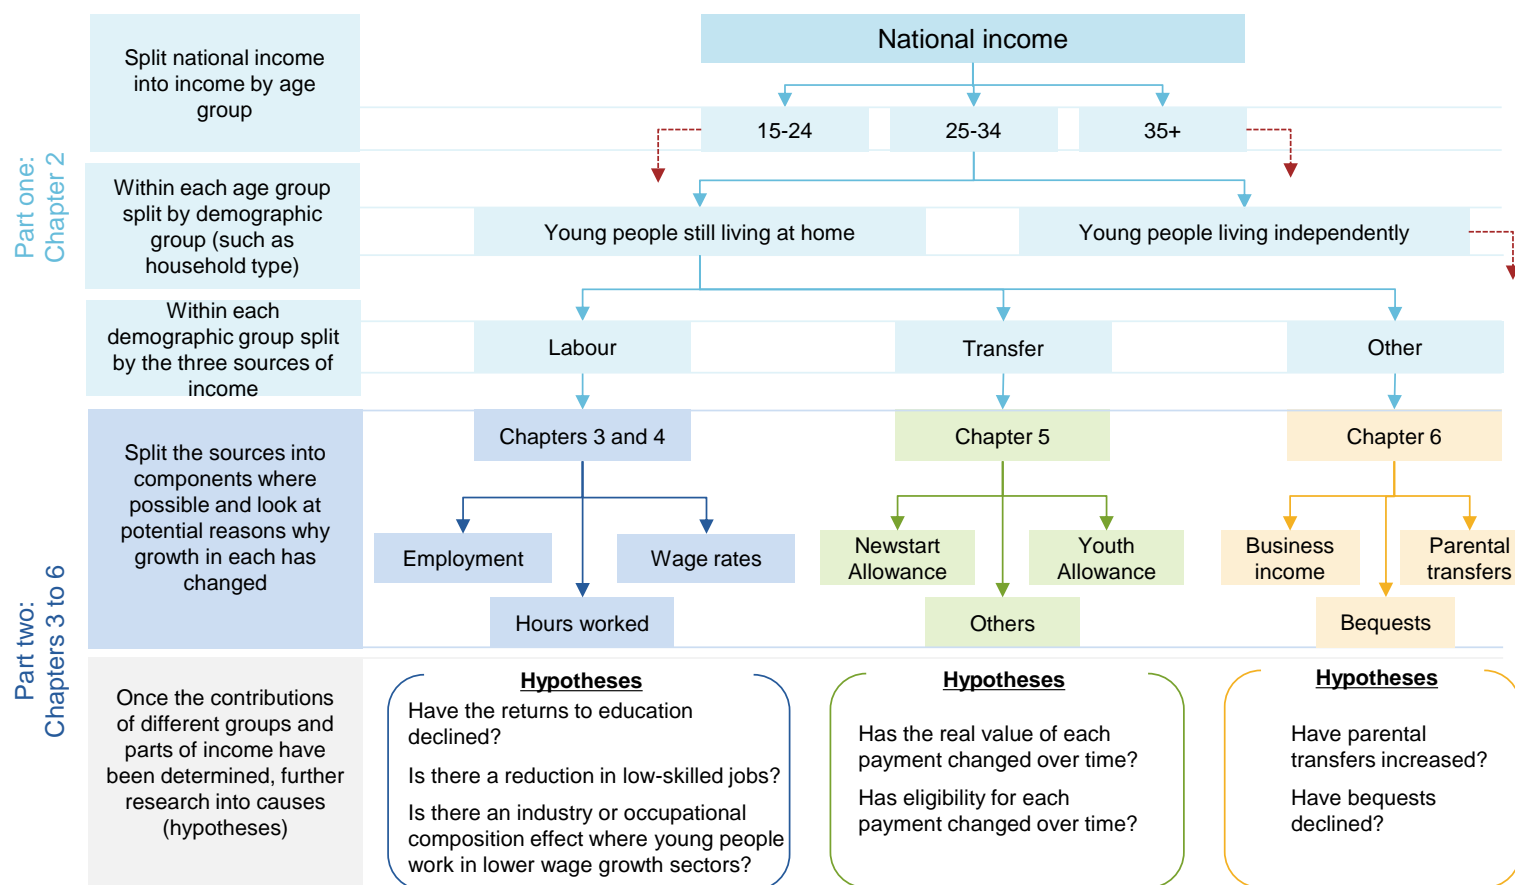 Part one:
Chapter 2
Split national income
into income by age
group
National income
15-24
25-34
35+
Within each age group
split by demographic
group (such as
household type)
Young people still living at home
Young people living independently
Within each
demographic group split
by the three sources of
income
Labour
Transfer
Other
Part two:
Chapters 3 to 6
Split the sources into
components where
possible and look at
potential reasons why
growth in each has
changed
Chapters 3 and 4
Chapter 5
Chapter 6
Employment
Wage rates
Hours worked
Newstart
Allowance
Youth
Allowance
Others
Business
income
Parental
transfers
Bequests
Once the contributions
of different groups and
parts of income have
been determined, further
research into causes
(hypotheses)
Hypotheses
Have the returns to education
declined?
Is there a reduction in low-skilled jobs?
Is there an industry or occupational
composition effect where young people
work in lower wage growth sectors?
Hypotheses
Has the real value of each
payment changed over time?
Has eligibility for each
payment changed over time?
Hypotheses
Have parental
transfers increased?
Have bequests
declined?